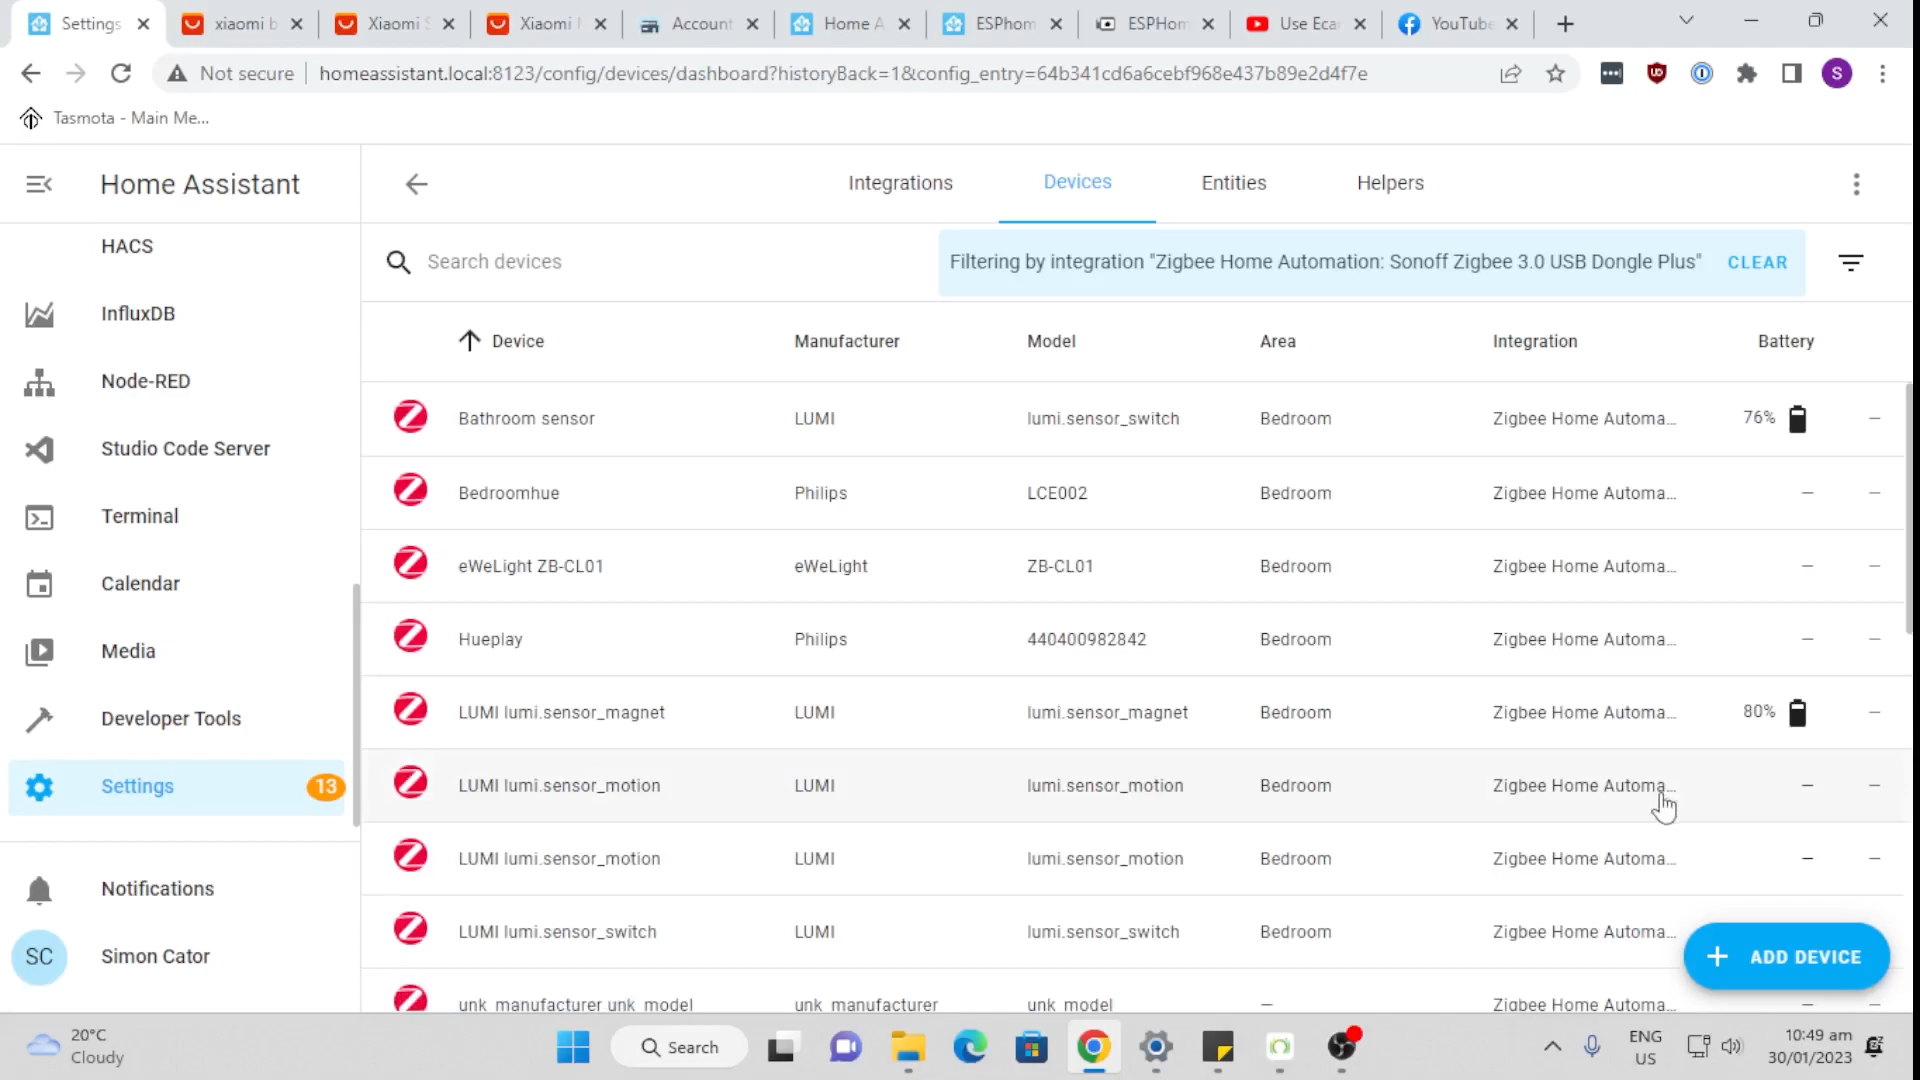 Settings
xiaomi b
Xiaomi S
Xiaomi
Account
Home A
ESPhom
ESPHom
Use Eca
YouTube
Not secure
homeassistant.local:8123/config/devices/dashboard?historyBack=1&config_entry=64b341cd6a6cebf968e437b89e2d4f7e
S
Tasmota - Main Me...
Home Assistant
Integrations
Devices
Entities
Helpers
HACS
InfluxDB
Node-RED
Studio Code Server
Terminal
Calendar
Media
Developer Tools
Settings
13
Notifications
SC
Simon Cator
Search devices
Filtering by integration "Zigbee Home Automation: Sonoff Zigbee 3.0 USB Dongle Plus"
CLEAR
Device Manufacturer Model Area Integration Battery
Bathroom sensor LUMI lumi.sensor_switch Bedroom Zigbee Home Automa... 76% –
Bedroomhue Philips LCE002 Bedroom Zigbee Home Automa... – –
eWeLight ZB-CL01 eWeLight ZB-CL01 Bedroom Zigbee Home Automa... – –
Hueplay Philips 440400982842 Bedroom Zigbee Home Automa... – –
LUMI lumi.sensor_magnet LUMI lumi.sensor_magnet Bedroom Zigbee Home Automa... 80% –
LUMI lumi.sensor_motion LUMI lumi.sensor_motion Bedroom Zigbee Home Automa... – –
LUMI lumi.sensor_motion LUMI lumi.sensor_motion Bedroom Zigbee Home Automa... – –
LUMI lumi.sensor_switch LUMI lumi.sensor_switch Bedroom Zigbee Home Automa...
unk_manufacturer unk_model unk_manufacturer unk_model – Zigbee Home Automa... – –
+ ADD DEVICE
20°C
Cloudy
Search
ENG
US
10:49 am
30/01/2023